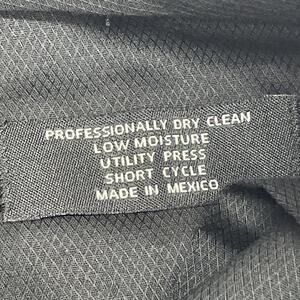 PROFESSIONALLY DRY CLEAN
LOW MOISTURE
UTILITY PRESS
SHORT CYCLE
MADE IN MEXICO